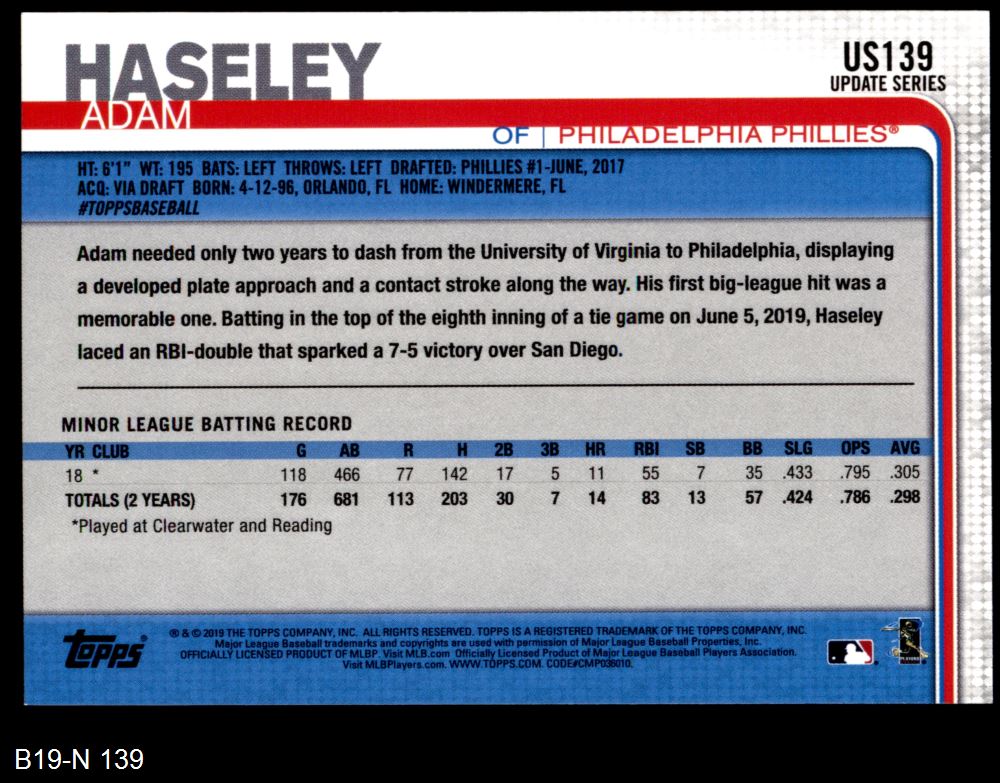 HASELEY
ADAM
US139
UPDATE SERIES
OF | PHILADELPHIA PHILLIES®
HT: 6'1" WT: 195 BATS: LEFT THROWS: LEFT DRAFTED: PHILLIES #1-JUNE, 2017
ACQ: VIA DRAFT BORN: 4-12-96, ORLANDO, FL HOME: WINDERMERE, FL
#TOPPSBASEBALL
Adam needed only two years to dash from the University of Virginia to Philadelphia, displaying
a developed plate approach and a contact stroke along the way. His first big-league hit was a
memorable one. Batting in the top of the eighth inning of a tie game on June 5, 2019, Haseley
laced an RBI-double that sparked a 7-5 victory over San Diego.
MINOR LEAGUE BATTING RECORD
YR CLUB G AB R H 2B 3B HR RBI SB BB SLG OPS AVG
18 * 118 466 77 142 17 5 11 55 7 35 .433 .795 .305
TOTALS (2 YEARS) 176 681 113 203 30 7 14 83 13 57 .424 .786 .298
*Played at Clearwater and Reading
Topps®
® & © 2019 THE TOPPS COMPANY, INC. ALL RIGHTS RESERVED. TOPPS IS A REGISTERED TRADEMARK OF THE TOPPS COMPANY, INC.
Major League Baseball trademarks and copyrights are used with permission of Major League Baseball Properties, Inc.
OFFICIALLY LICENSED PRODUCT OF MLBP Visit MLB.com Officially Licensed Product of Major League Baseball Players Association.
Visit MLBPlayers.com. WWW.TOPPS.COM. CODE#CMP036010.
PLAYERS
B19-N 139